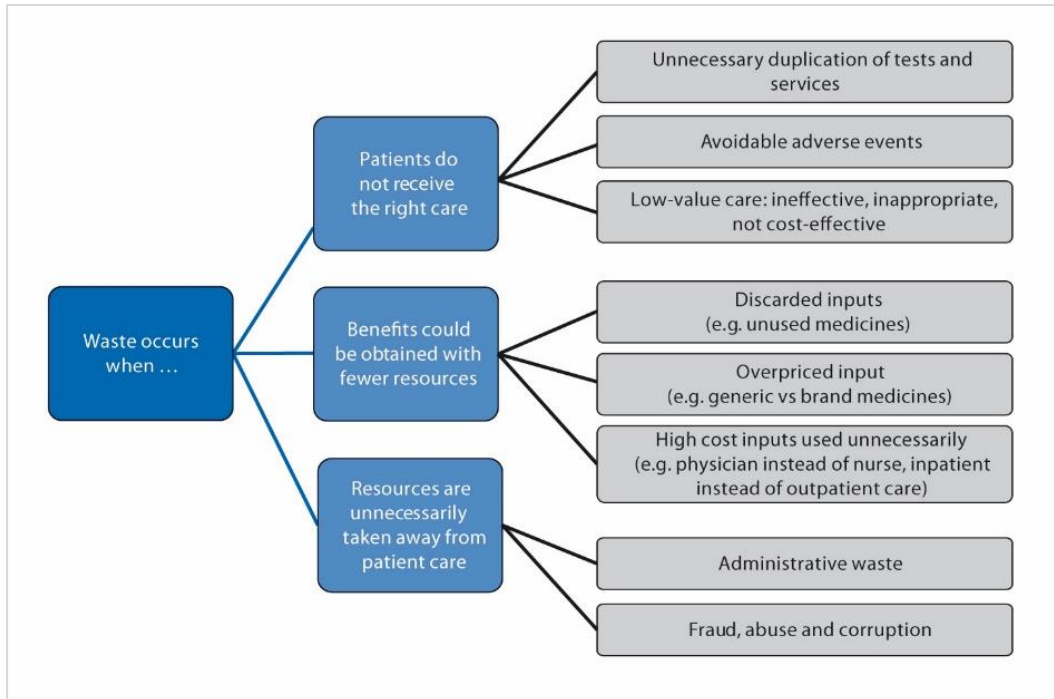 Waste occurs
when …
Patients do
not receive
the right care
Unnecessary duplication of tests and
services
Avoidable adverse events
Low-value care: ineffective, inappropriate,
not cost-effective
Benefits could
be obtained with
fewer resources
Discarded inputs
(e.g. unused medicines)
Overpriced input
(e.g. generic vs brand medicines)
High cost inputs used unnecessarily
(e.g. physician instead of nurse, inpatient
instead of outpatient care)
Resources are
unnecessarily
taken away from
patient care
Administrative waste
Fraud, abuse and corruption